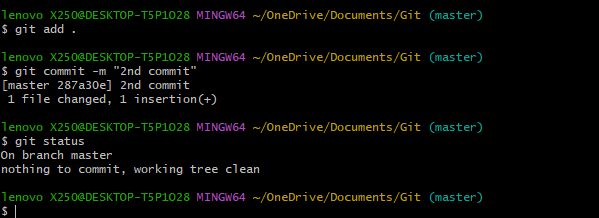 lenovo X250@DESKTOP-T5P1O28 MINGW64 ~/OneDrive/Documents/Git (master)
$ git add .
lenovo X250@DESKTOP-T5P1O28 MINGW64 ~/OneDrive/Documents/Git (master)
$ git commit -m "2nd commit"
[master 287a30e] 2nd commit
 1 file changed, 1 insertion(+)
lenovo X250@DESKTOP-T5P1O28 MINGW64 ~/OneDrive/Documents/Git (master)
$ git status
On branch master
nothing to commit, working tree clean
lenovo X250@DESKTOP-T5P1O28 MINGW64 ~/OneDrive/Documents/Git (master)
$